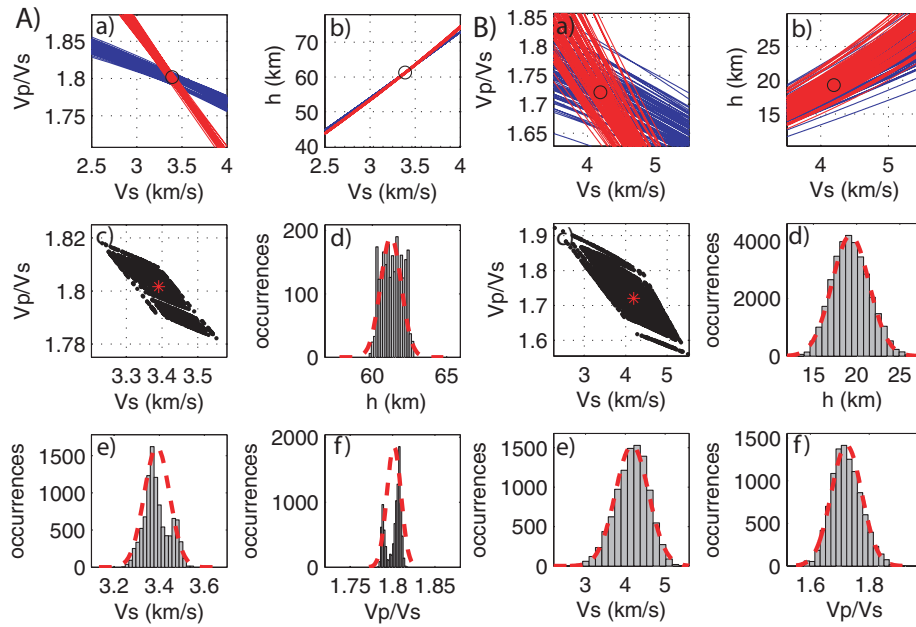 A)
a)
1.85
1.8
1.75
Vp/Vs
2.5 3 3.5 4
Vs (km/s)
b)
70
60
50
40
h (km)
2.5 3 3.5 4
Vs (km/s)
B)
a)
1.85
1.8
1.75
1.7
1.65
Vp/Vs
4 5
Vs (km/s)
b)
25
20
15
h (km)
4 5
Vs (km/s)
c)
1.82
1.8
1.78
Vp/Vs
3.3 3.4 3.5
Vs (km/s)
d)
200
100
0
occurrences
60 65
h (km)
c)
1.9
1.8
1.7
1.6
Vp/Vs
3 4 5
Vs (km/s)
d)
4000
2000
0
occurrences
15 20 25
h (km)
e)
1500
1000
500
0
occurrences
3.2 3.4 3.6
Vs (km/s)
f)
2000
1000
0
occurrences
1.75 1.80 1.85
Vp/Vs
e)
1500
1000
500
0
occurrences
3 4 5
Vs (km/s)
f)
1500
1000
500
0
occurrences
1.6 1.8
Vp/Vs